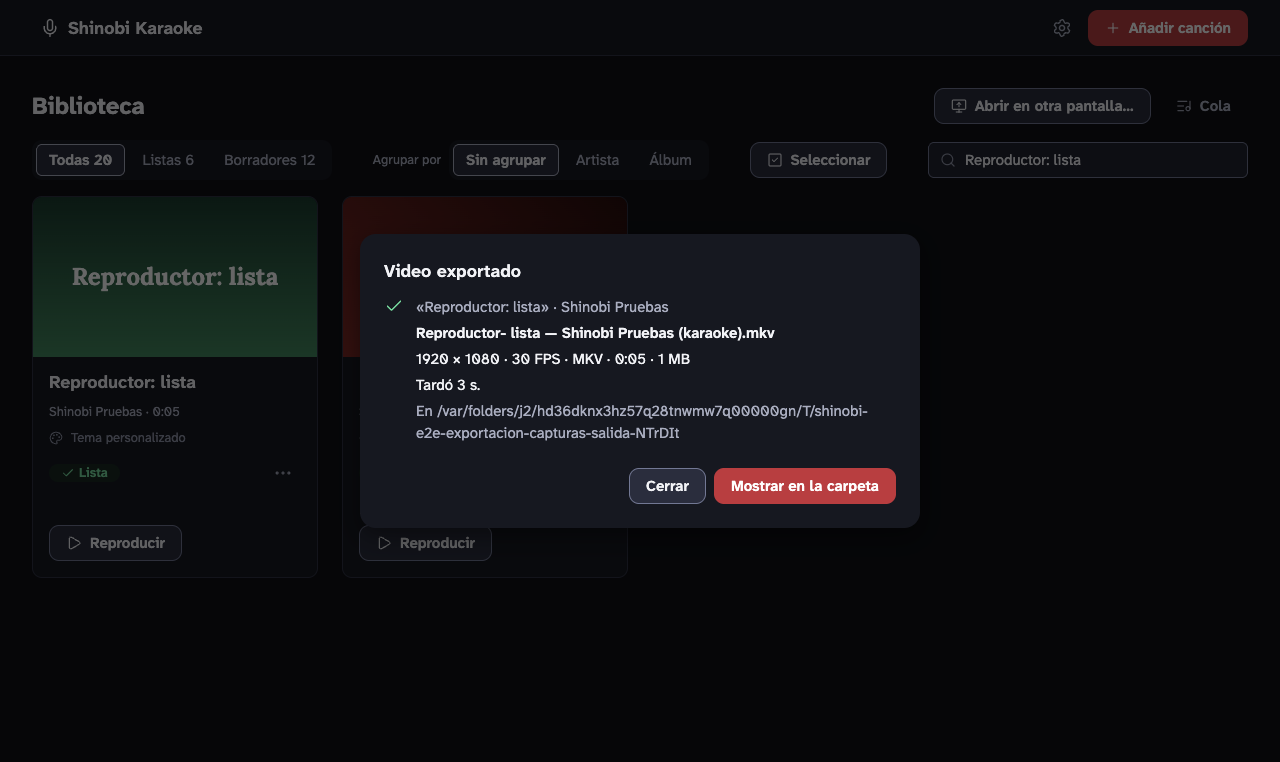 Shinobi Karaoke
Añadir canción
Biblioteca
Abrir en otra pantalla...
Cola
Todas 20
Listas 6
Borradores 12
Agrupar por
Sin agrupar
Artista
Álbum
Seleccionar
Reproductor: lista
Reproductor: lista
Reproductor: lista
Shinobi Pruebas · 0:05
Tema personalizado
Lista
Reproducir
Reproducir
Video exportado
«Reproductor: lista» · Shinobi Pruebas
Reproductor- lista — Shinobi Pruebas (karaoke).mkv
1920 × 1080 · 30 FPS · MKV · 0:05 · 1 MB
Tardó 3 s.
En /var/folders/j2/hd36dknx3hz57q28tnwmw7q00000gn/T/shinobi-
e2e-exportacion-capturas-salida-NTrDIt
Cerrar
Mostrar en la carpeta